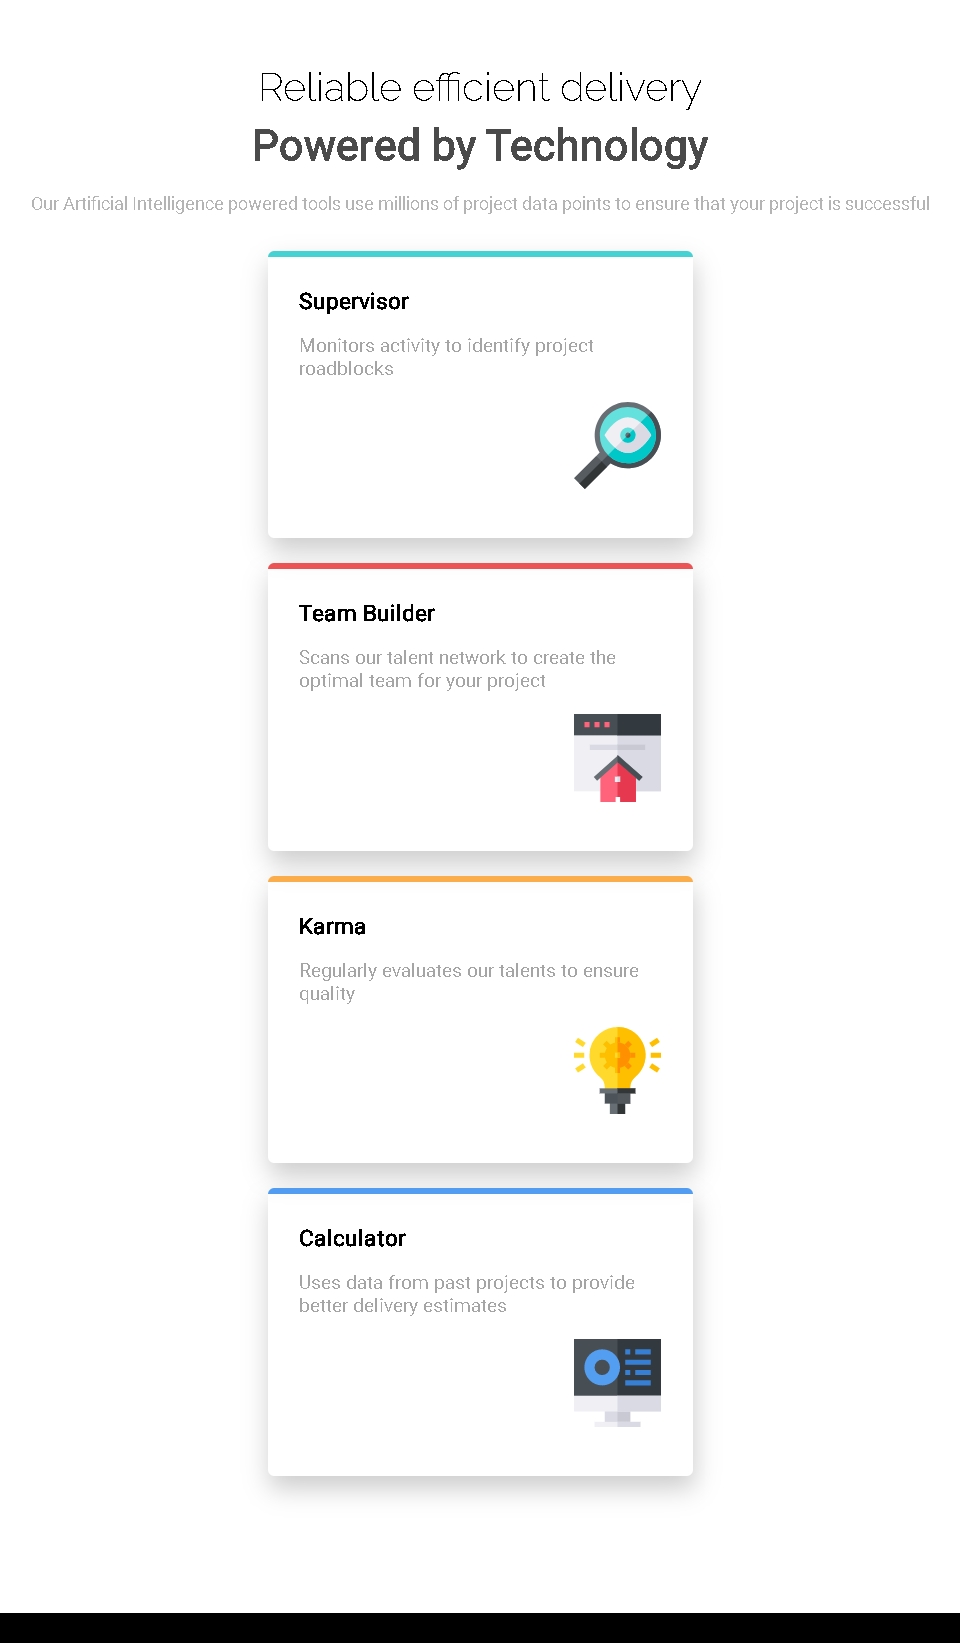 Reliable efficient delivery
Powered by Technology
Our Artificial Intelligence powered tools use millions of project data points to ensure that your project is successful
Supervisor
Monitors activity to identify project
roadblocks
Team Builder
Scans our talent network to create the
optimal team for your project
Karma
Regularly evaluates our talents to ensure
quality
Calculator
Uses data from past projects to provide
better delivery estimates